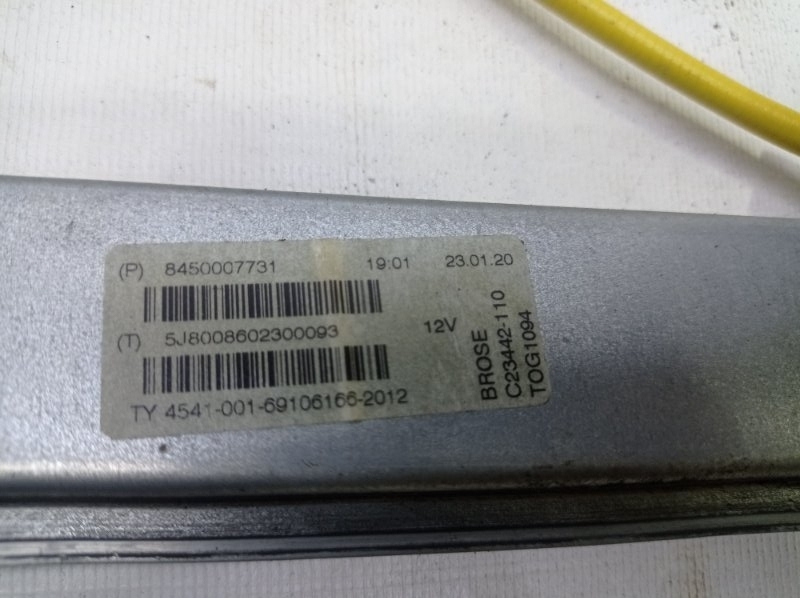 (P) 8450007731 19:01 23.01.20
(T) 5J8008602300093 12V
TY 4541-001-69106166-2012
BROSE
C23442-110
TOG1094